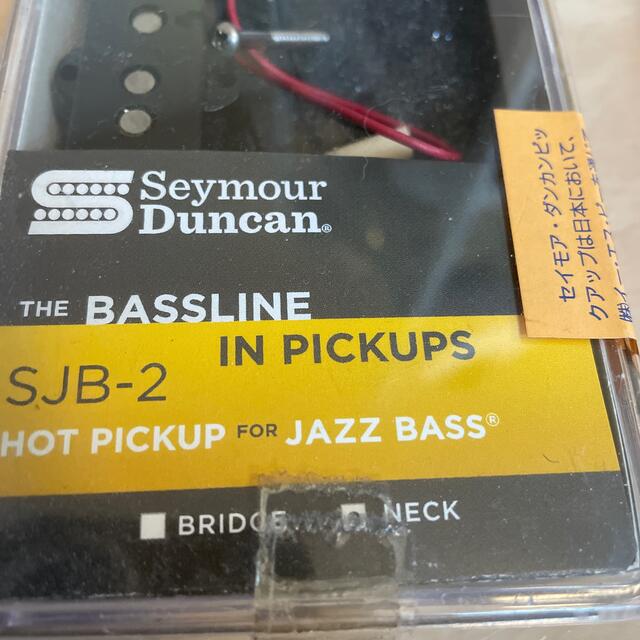 Seymour
Duncan®
THE BASSLINE
IN PICKUPS
SJB-2
HOT PICKUP FOR JAZZ BASS®
BRIDGE NECK
セイモア・ダンカンピッ
クアップは日本において、